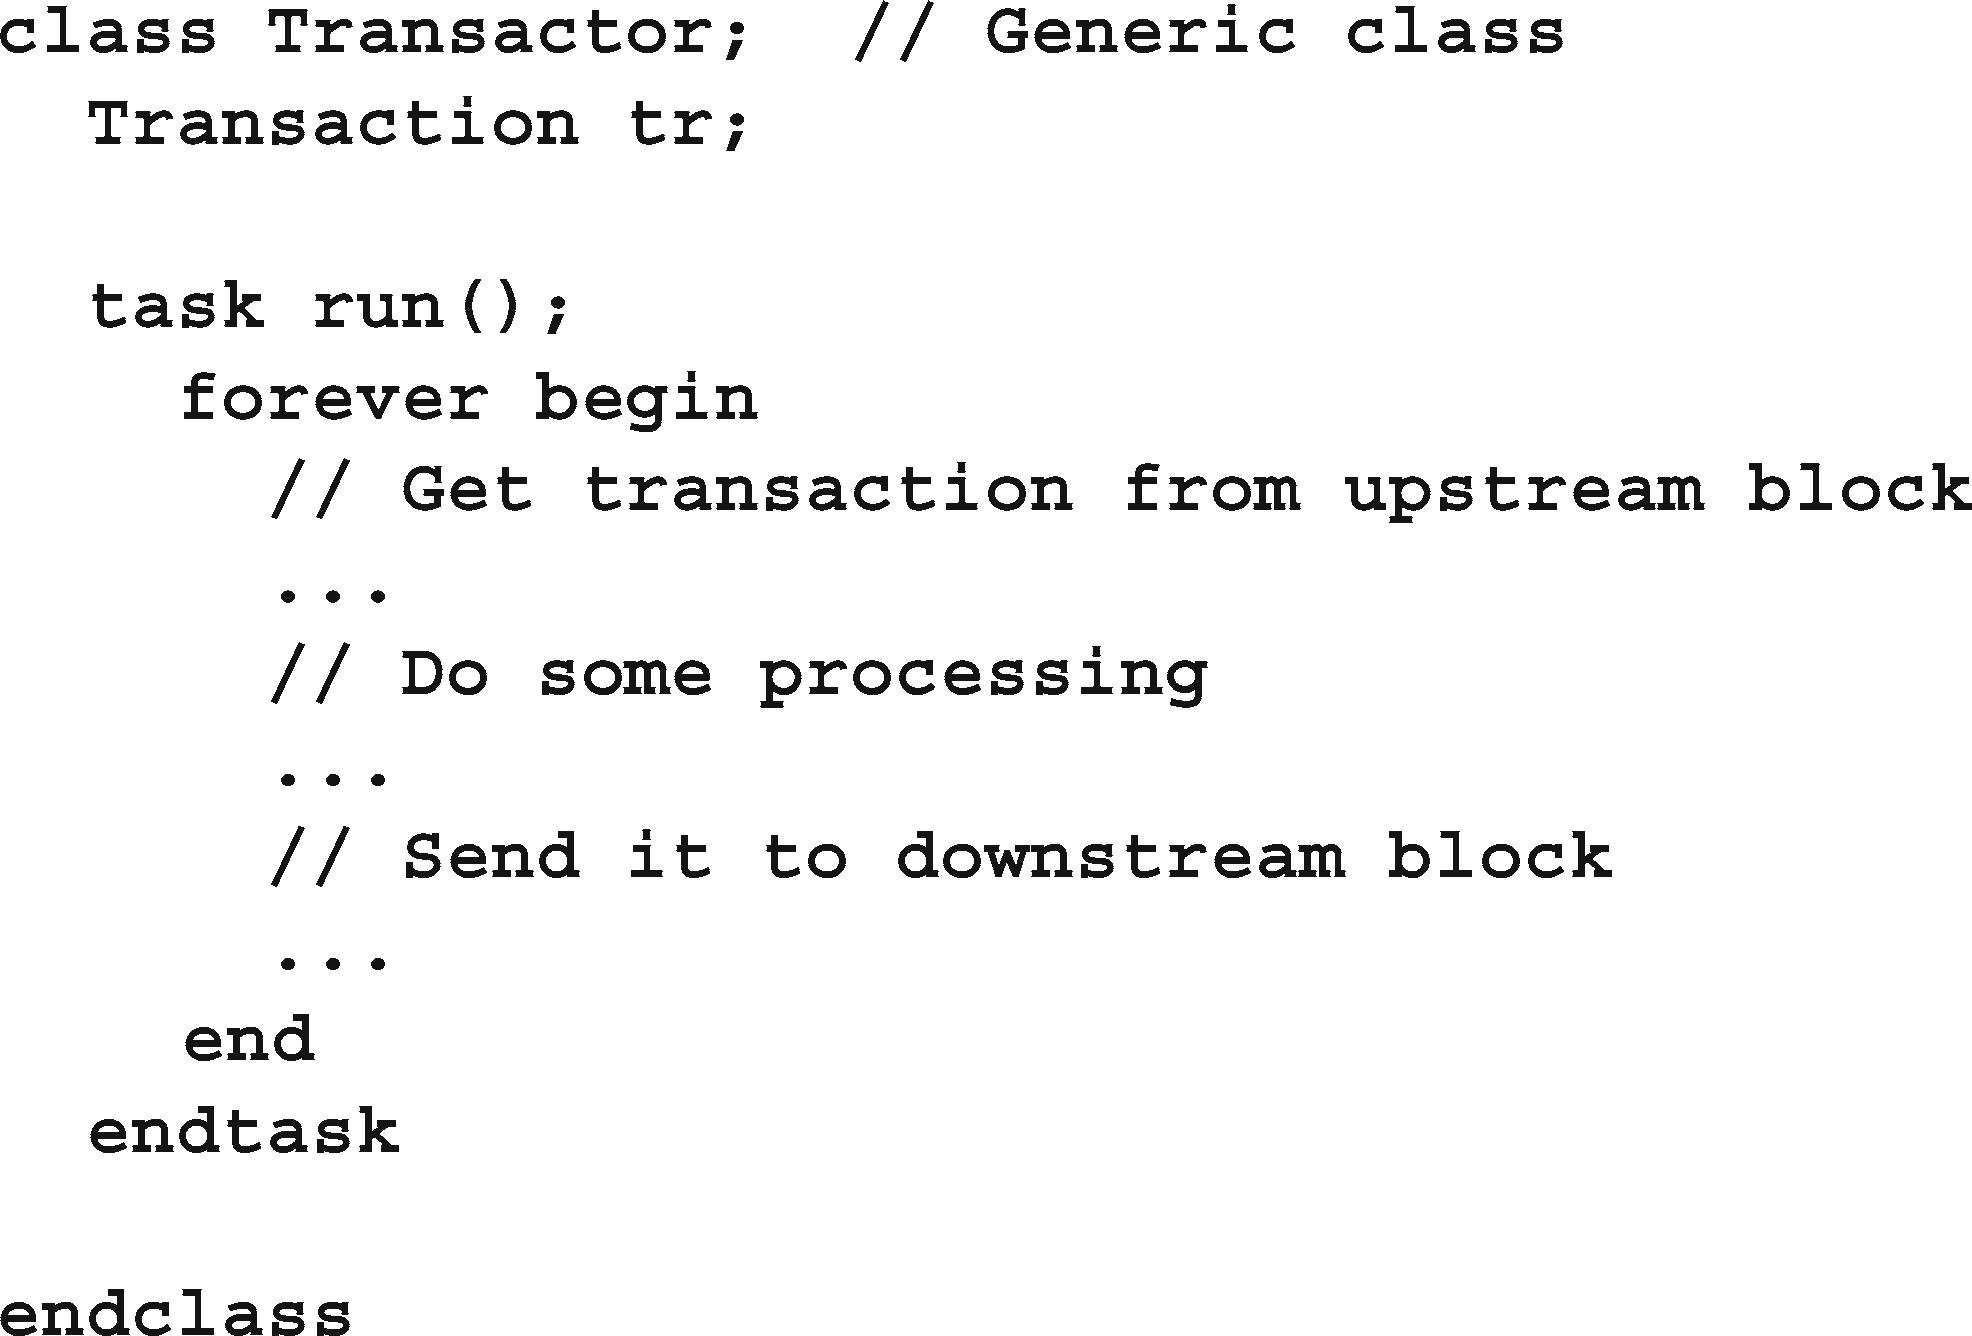 class Transactor;  // Generic class
  Transaction tr;

  task run();
    forever begin
      // Get transaction from upstream block
      ...
      // Do some processing
      ...
      // Send it to downstream block
      ...
    end
  endtask

endclass